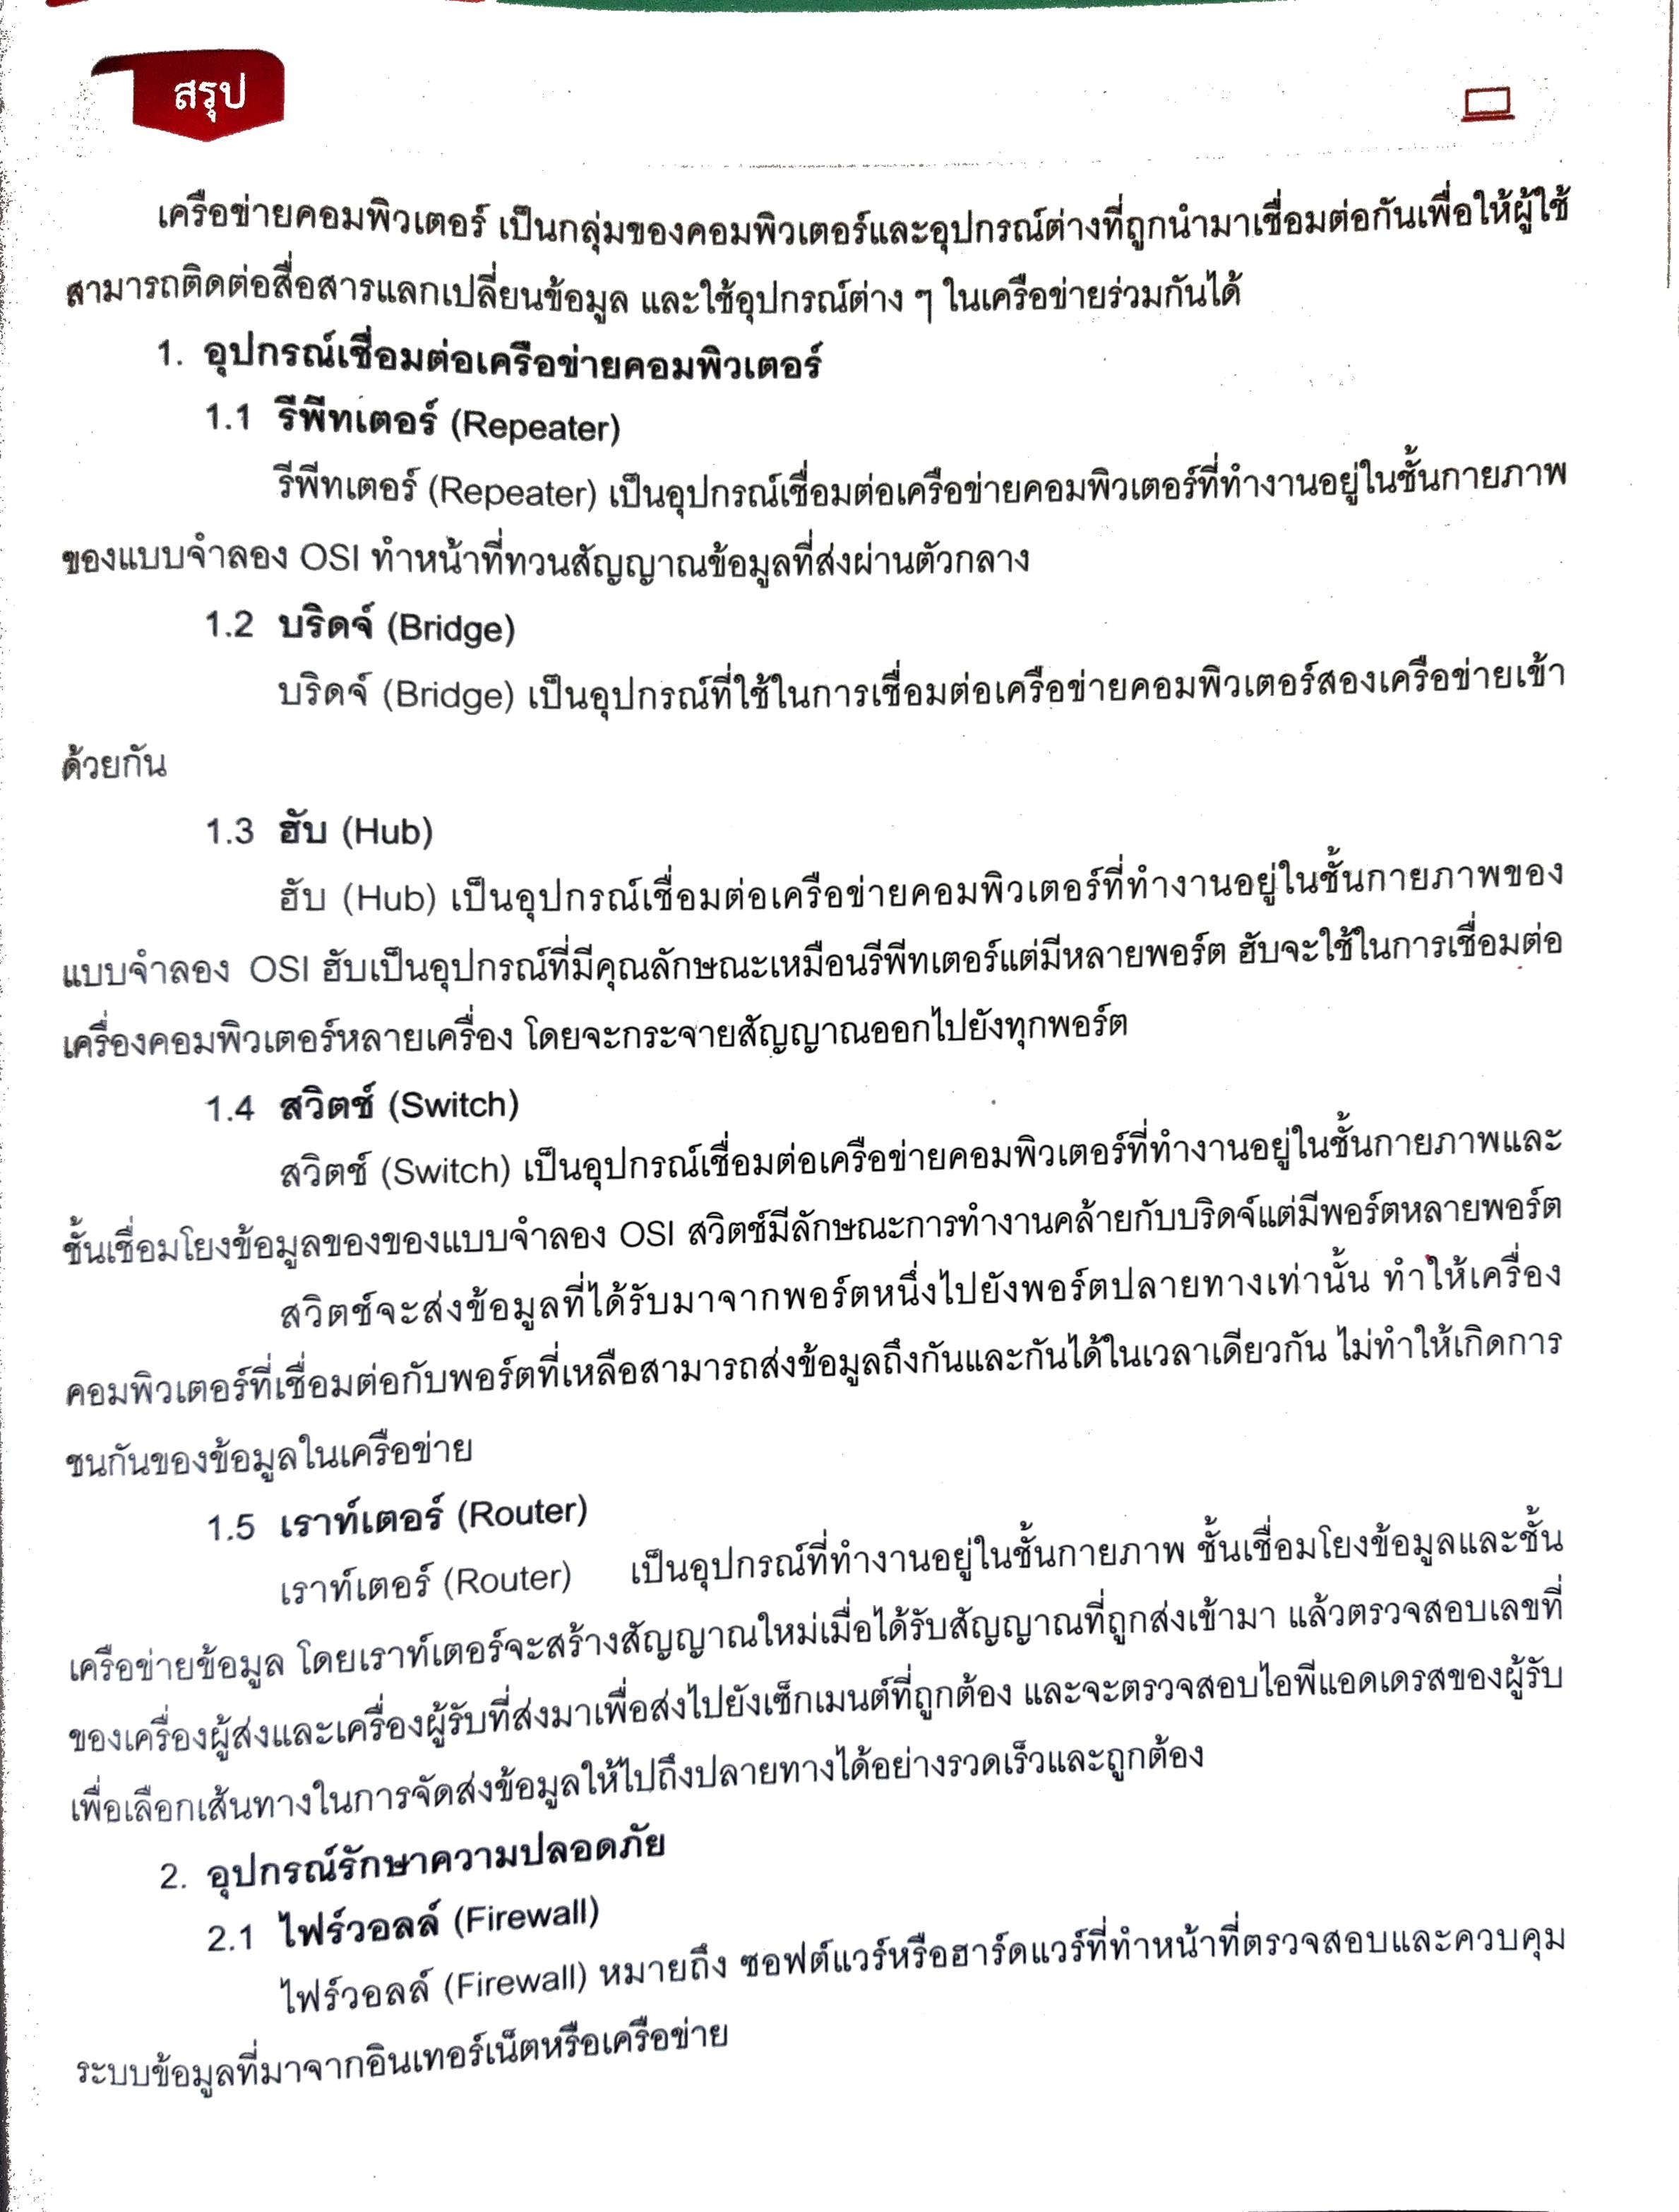 สรุป
เครือข่ายคอมพิวเตอร์ เป็นกลุ่มของคอมพิวเตอร์และอุปกรณ์ต่างที่ถูกนำมาเชื่อมต่อกันเพื่อให้ผู้ใช้
สามารถติดต่อสื่อสารแลกเปลี่ยนข้อมูล และใช้อุปกรณ์ต่าง ๆ ในเครือข่ายร่วมกันได้
1. อุปกรณ์เชื่อมต่อเครือข่ายคอมพิวเตอร์
1.1 รีพีทเตอร์ (Repeater)
รีพีทเตอร์ (Repeater) เป็นอุปกรณ์เชื่อมต่อเครือข่ายคอมพิวเตอร์ที่ทำงานอยู่ในชั้นกายภาพ
ของแบบจำลอง OSI ทำหน้าที่ทวนสัญญาณข้อมูลที่ส่งผ่านตัวกลาง
1.2 บริดจ์ (Bridge)
บริดจ์ (Bridge) เป็นอุปกรณ์ที่ใช้ในการเชื่อมต่อเครือข่ายคอมพิวเตอร์สองเครือข่ายเข้า
ด้วยกัน
1.3 ฮับ (Hub)
ฮับ (Hub) เป็นอุปกรณ์เชื่อมต่อเครือข่ายคอมพิวเตอร์ที่ทำงานอยู่ในชั้นกายภาพของ
แบบจำลอง OSI ฮับเป็นอุปกรณ์ที่มีคุณลักษณะเหมือนรีพีทเตอร์แต่มีหลายพอร์ต ฮับจะใช้ในการเชื่อมต่อ
เครื่องคอมพิวเตอร์หลายเครื่อง โดยจะกระจายสัญญาณออกไปยังทุกพอร์ต
1.4 สวิตช์ (Switch)
สวิตช์ (Switch) เป็นอุปกรณ์เชื่อมต่อเครือข่ายคอมพิวเตอร์ที่ทำงานอยู่ในชั้นกายภาพและ
ชั้นเชื่อมโยงข้อมูลของของแบบจำลอง OSI สวิตช์มีลักษณะการทำงานคล้ายกับบริดจ์แต่มีพอร์ตหลายพอร์ต
สวิตช์จะส่งข้อมูลที่ได้รับมาจากพอร์ตหนึ่งไปยังพอร์ตปลายทางเท่านั้น ทำให้เครื่อง
คอมพิวเตอร์ที่เชื่อมต่อกับพอร์ตที่เหลือสามารถส่งข้อมูลถึงกันและกันได้ในเวลาเดียวกัน ไม่ทำให้เกิดการ
ชนกันของข้อมูลในเครือข่าย
1.5 เราท์เตอร์ (Router)
เราท์เตอร์ (Router) เป็นอุปกรณ์ที่ทำงานอยู่ในชั้นกายภาพ ชั้นเชื่อมโยงข้อมูลและชั้น
เครือข่ายข้อมูล โดยเราท์เตอร์จะสร้างสัญญาณใหม่เมื่อได้รับสัญญาณที่ถูกส่งเข้ามา แล้วตรวจสอบเลขที่
ของเครื่องผู้ส่งและเครื่องผู้รับที่ส่งมาเพื่อส่งไปยังเซ็กเมนต์ที่ถูกต้อง และจะตรวจสอบไอพีแอดเดรสของผู้รับ
เพื่อเลือกเส้นทางในการจัดส่งข้อมูลให้ไปถึงปลายทางได้อย่างรวดเร็วและถูกต้อง
2. อุปกรณ์รักษาความปลอดภัย
2.1 ไฟร์วอลล์ (Firewall)
ไฟร์วอลล์ (Firewall) หมายถึง ซอฟต์แวร์หรือฮาร์ดแวร์ที่ทำหน้าที่ตรวจสอบและควบคุม
ระบบข้อมูลที่มาจากอินเทอร์เน็ตหรือเครือข่าย